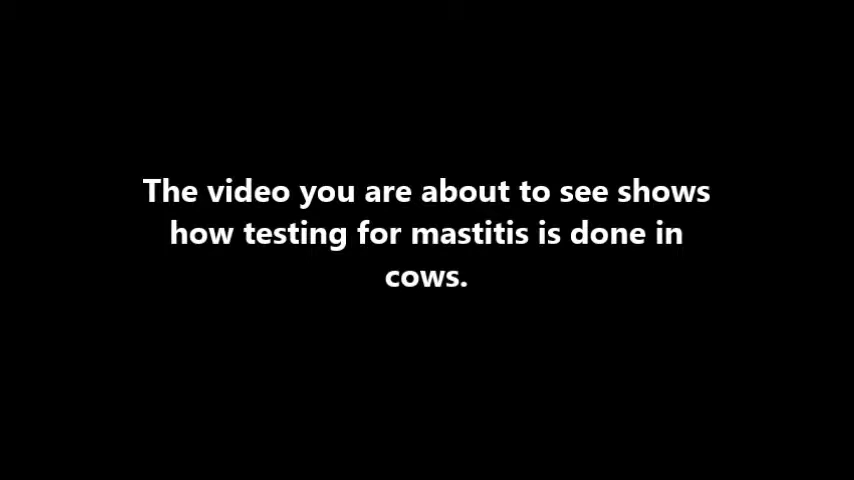 The video you are about to see shows
how testing for mastitis is done in
cows.